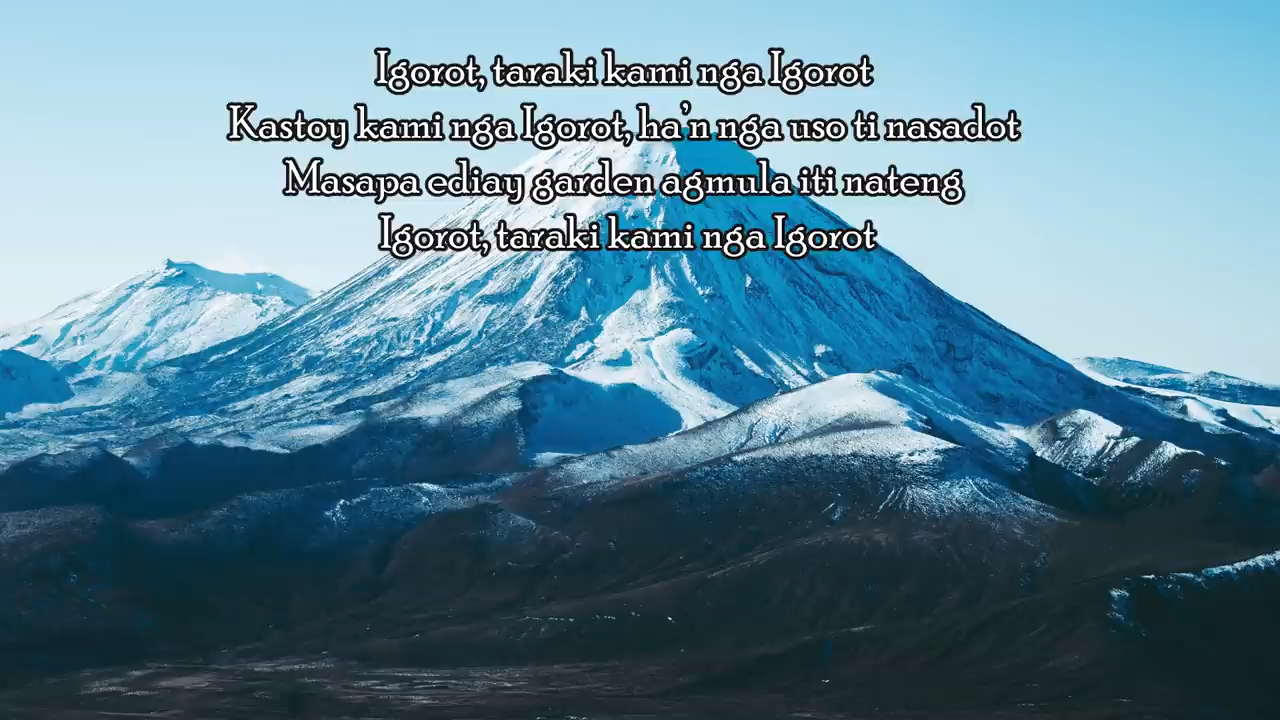 Igorot, taraki kami nga Igorot
Kastoy kami nga Igorot, ha'n nga uso ti nasadot
Masapa ediay garden agmula iti nateng
Igorot, taraki kami nga Igorot